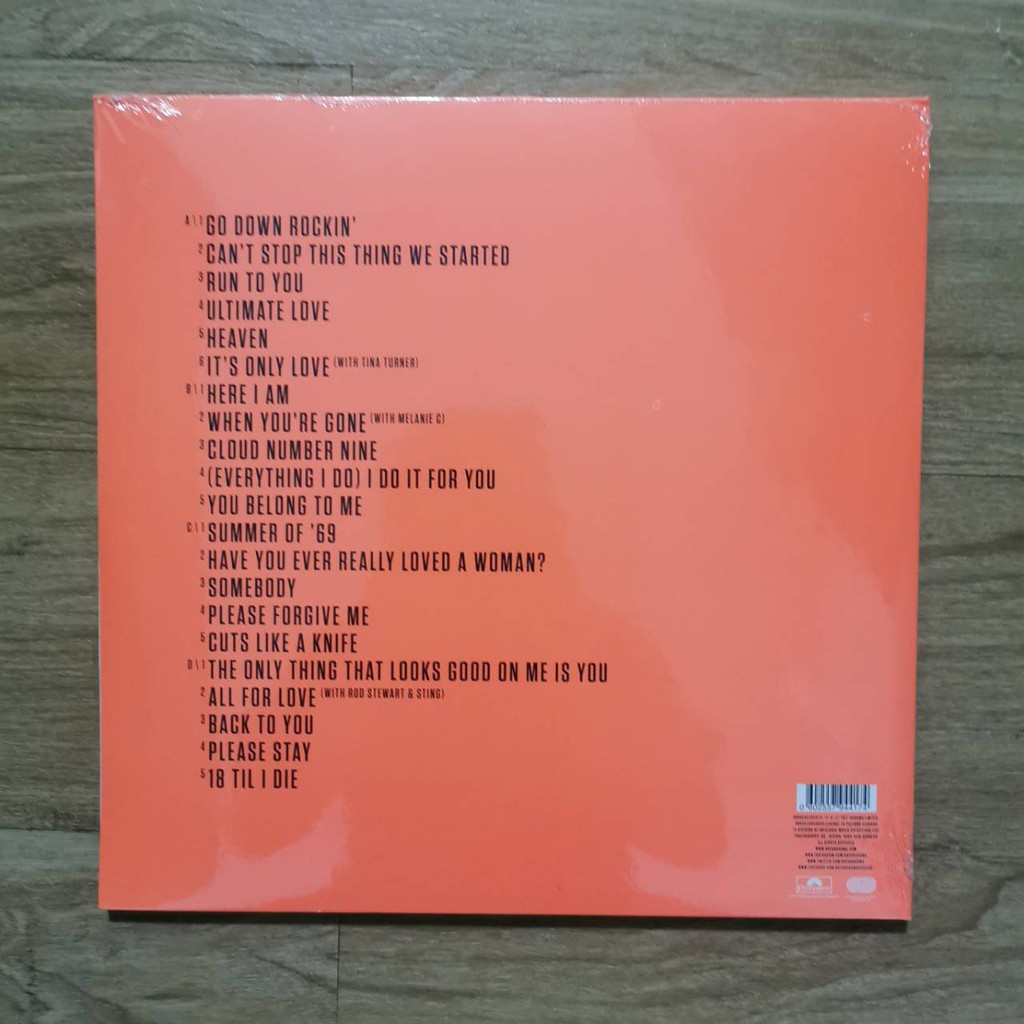 A\1 GO DOWN ROCKIN'
2 CAN'T STOP THIS THING WE STARTED
3 RUN TO YOU
4 ULTIMATE LOVE
5 HEAVEN
6 IT'S ONLY LOVE (WITH TINA TURNER)
B\1 HERE I AM
2 WHEN YOU'RE GONE (WITH MELANIE C)
3 CLOUD NUMBER NINE
4 (EVERYTHING I DO) I DO IT FOR YOU
5 YOU BELONG TO ME
C\1 SUMMER OF '69
2 HAVE YOU EVER REALLY LOVED A WOMAN?
3 SOMEBODY
4 PLEASE FORGIVE ME
5 CUTS LIKE A KNIFE
D\1 THE ONLY THING THAT LOOKS GOOD ON ME IS YOU
2 ALL FOR LOVE (WITH ROD STEWART & STING)
3 BACK TO YOU
4 PLEASE STAY
5 18 TIL I DIE
0 602537 944174